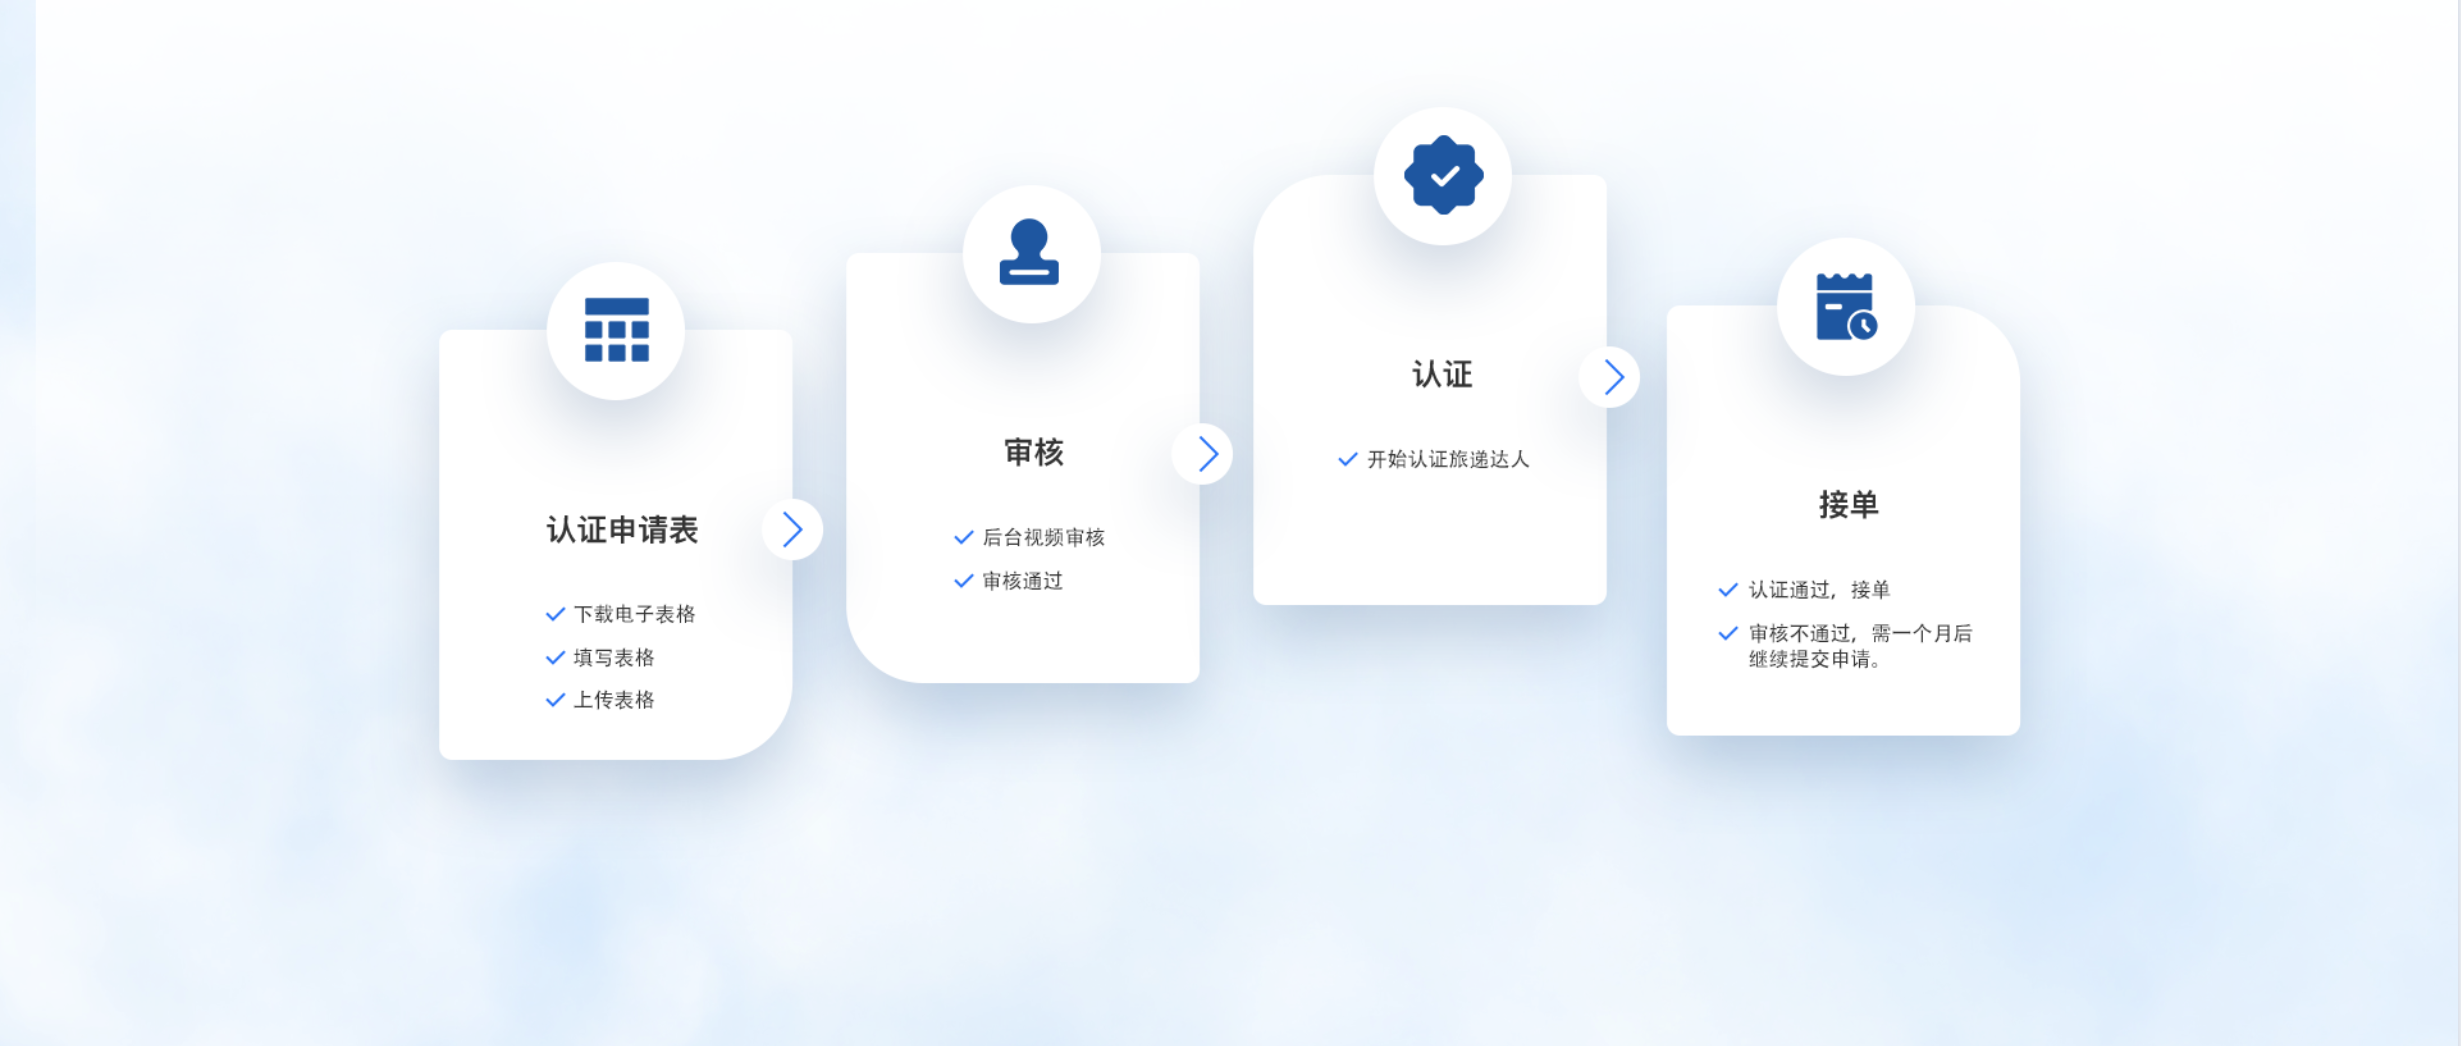 认证申请表
下载电子表格
填写表格
上传表格
审核
后台视频审核
审核通过
认证
开始认证旅递达人
接单
认证通过，接单
审核不通过，需一个月后
继续提交申请。